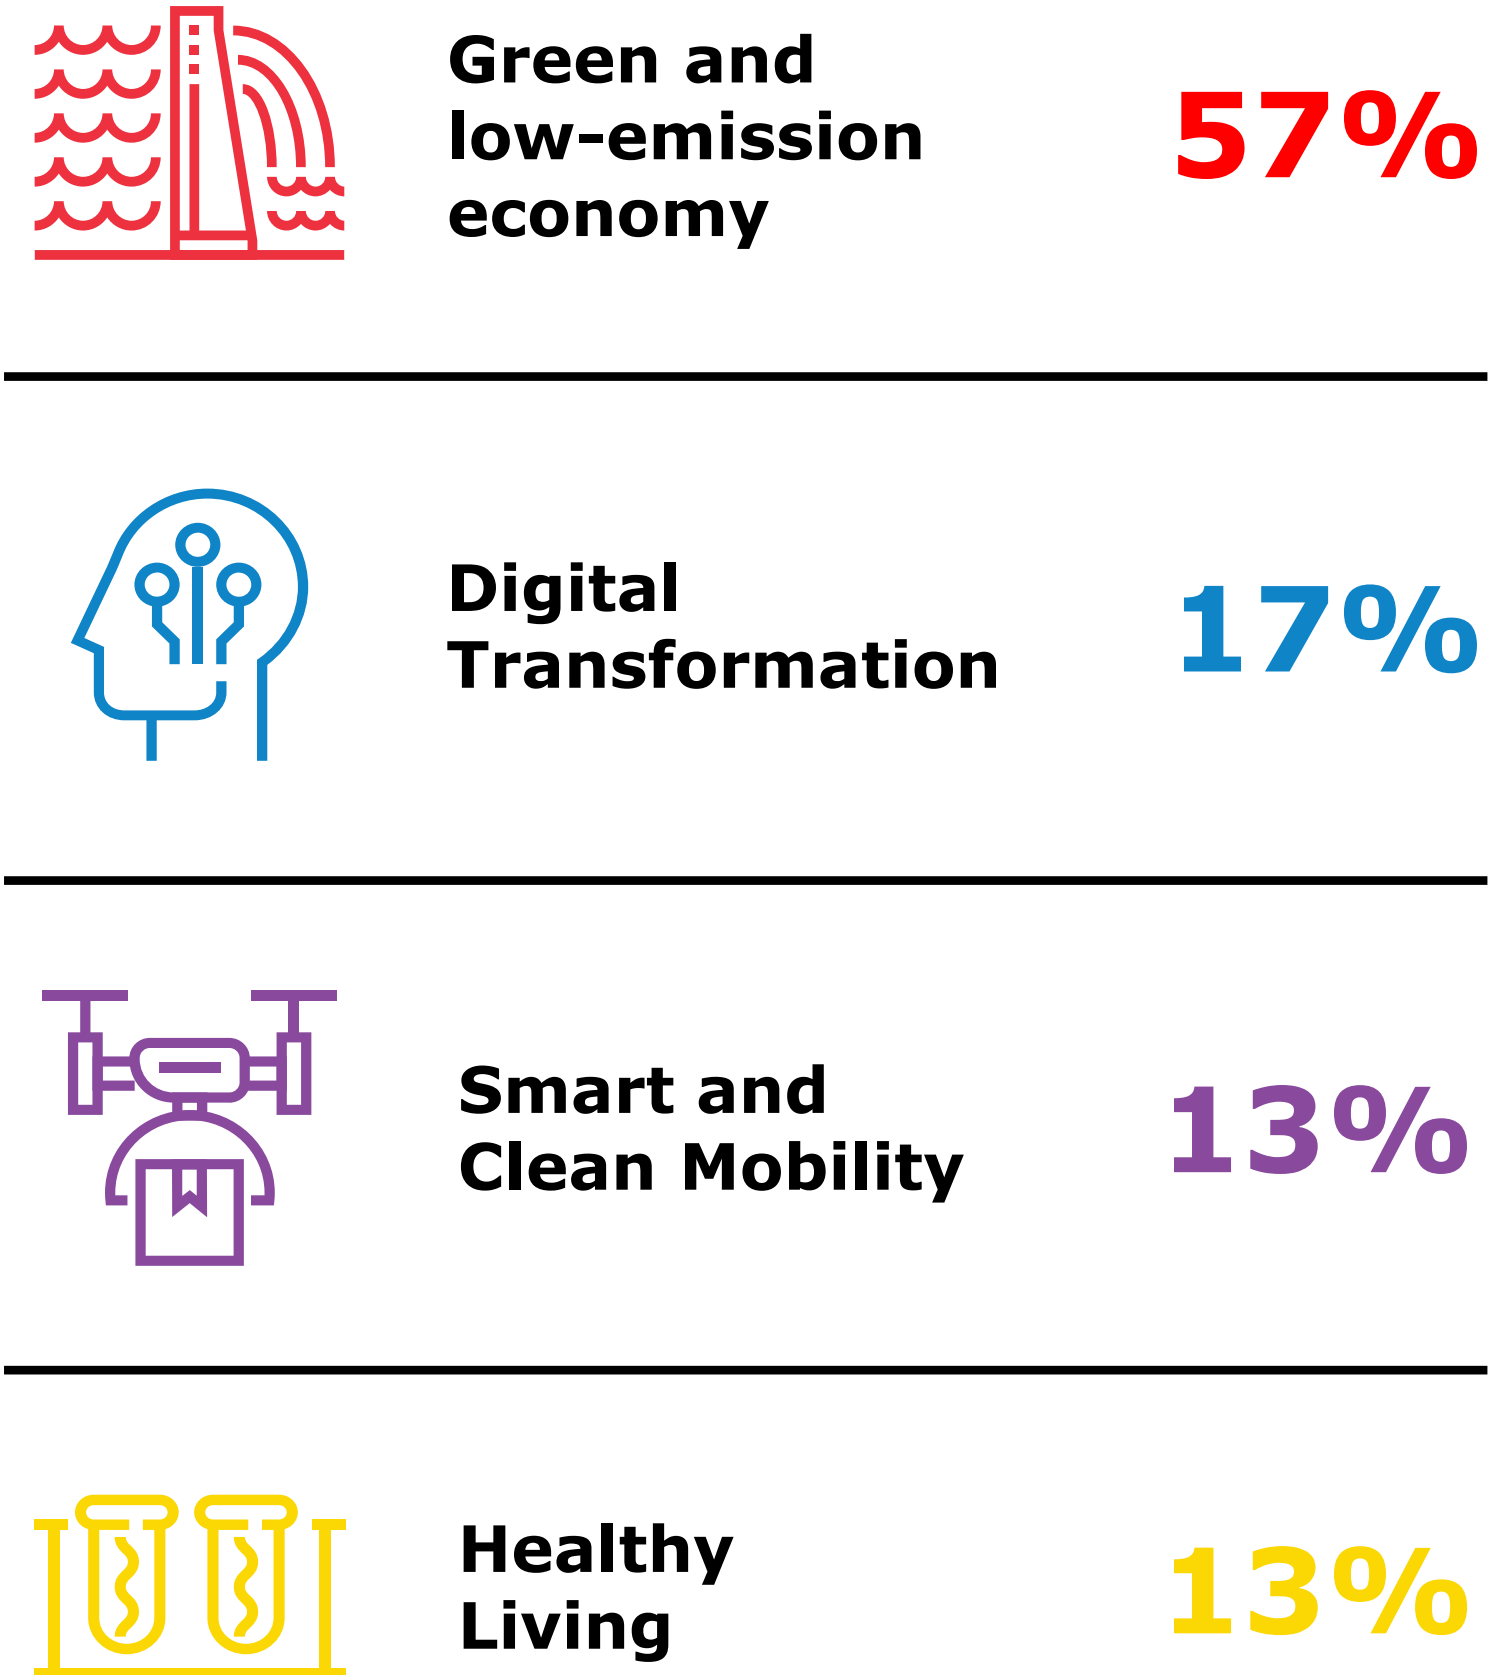 Green and
low-emission
economy
57%
Digital
Transformation
17%
Smart and
Clean Mobility
13%
Healthy
Living
13%